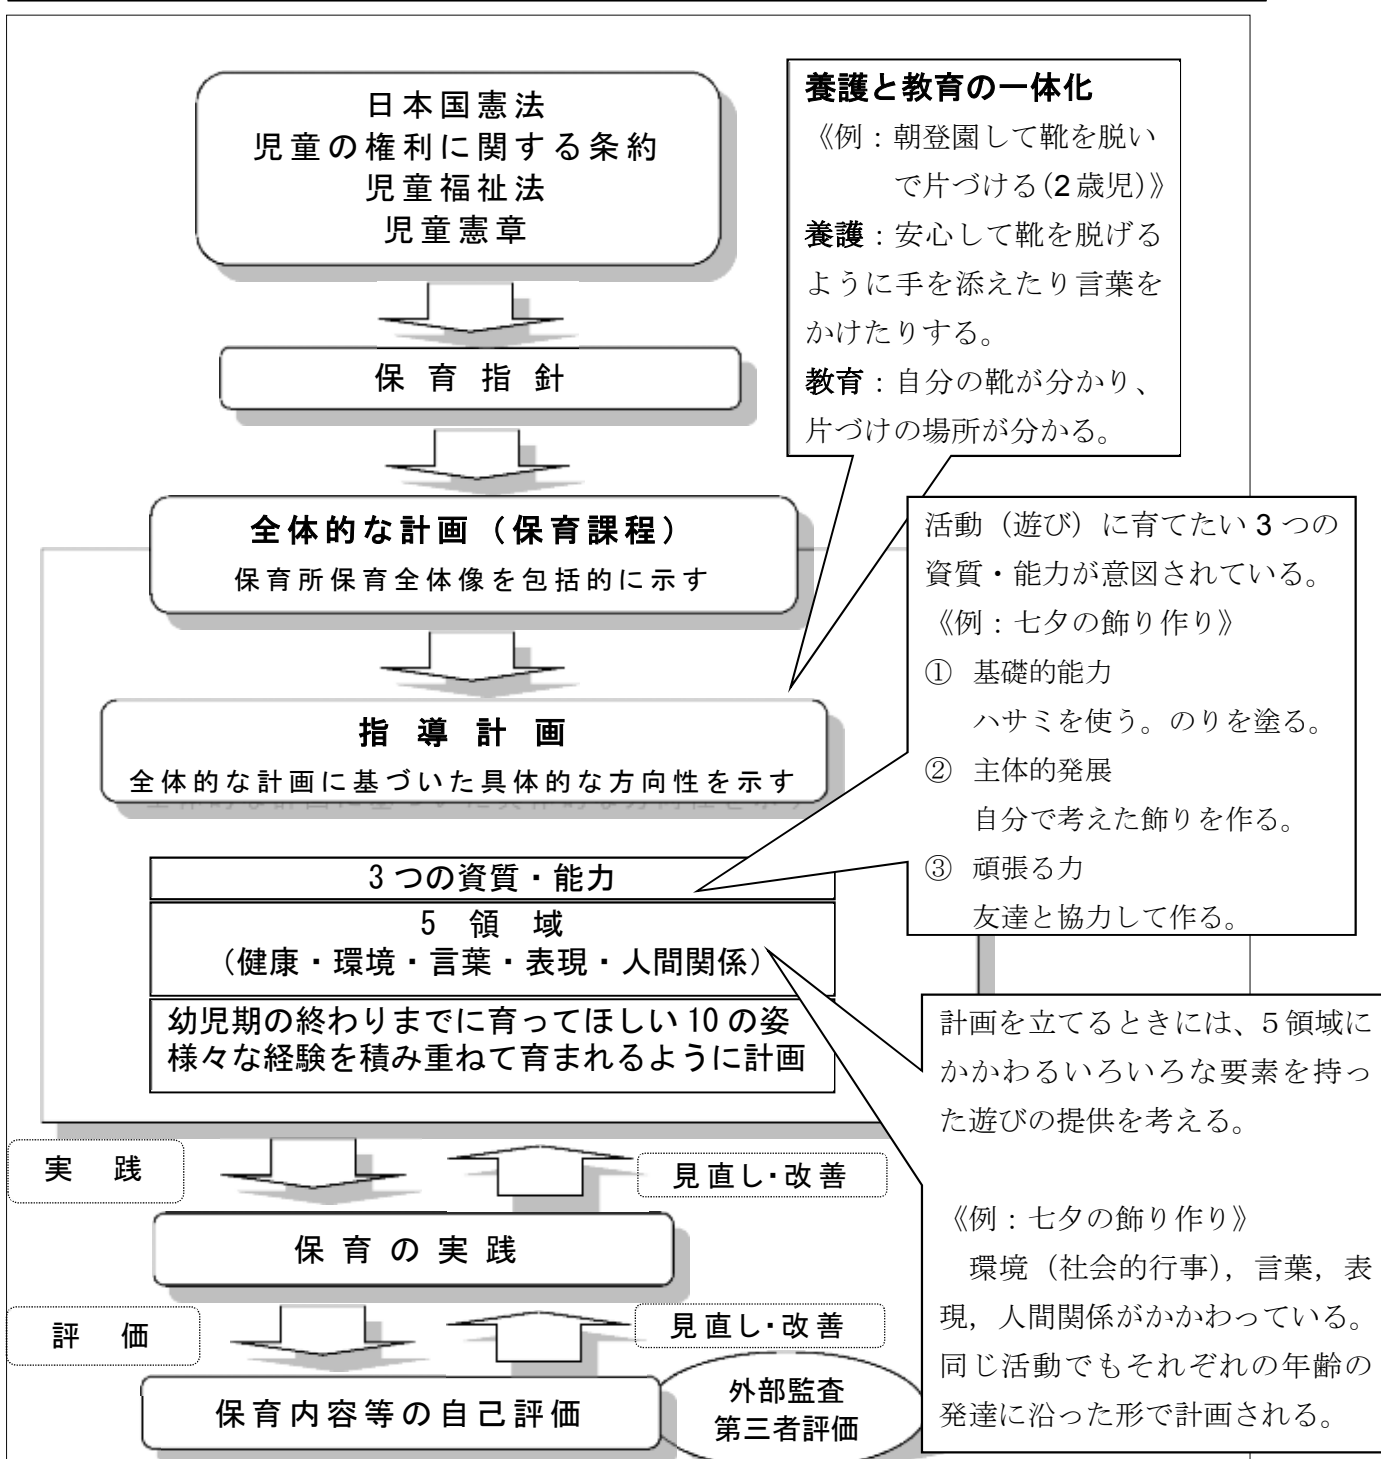 日本国憲法
児童の権利に関する条約
児童福祉法
児童憲章
保育指針
全体的な計画（保育課程）
保育所保育全体像を包括的に示す
指導計画
全体的な計画に基づいた具体的な方向性を示す
3つの資質・能力
5 領 域
（健康・環境・言葉・表現・人間関係）
幼児期の終わりまでに育ってほしい10の姿
様々な経験を積み重ねて育まれるように計画
実 践
見直し・改善
保育の実践
評 価
見直し・改善
保育内容等の自己評価
外部監査
第三者評価
養護と教育の一体化
《例：朝登園して靴を脱い
で片づける（2歳児）》
養護：安心して靴を脱げる
ように手を添えたり言葉を
かけたりする。
教育：自分の靴が分かり、
片づけの場所が分かる。
活動（遊び）に育てたい3つの
資質・能力が意図されている。
《例：七夕の飾り作り》
① 基礎的能力
ハサミを使う。のりを塗る。
② 主体的発展
自分で考えた飾りを作る。
③ 頑張る力
友達と協力して作る。
計画を立てるときには、5領域に
かかわるいろいろな要素を持っ
た遊びの提供を考える。
《例：七夕の飾り作り》
環境（社会的行事），言葉，表
現，人間関係がかかわっている。
同じ活動でもそれぞれの年齢の
発達に沿った形で計画される。